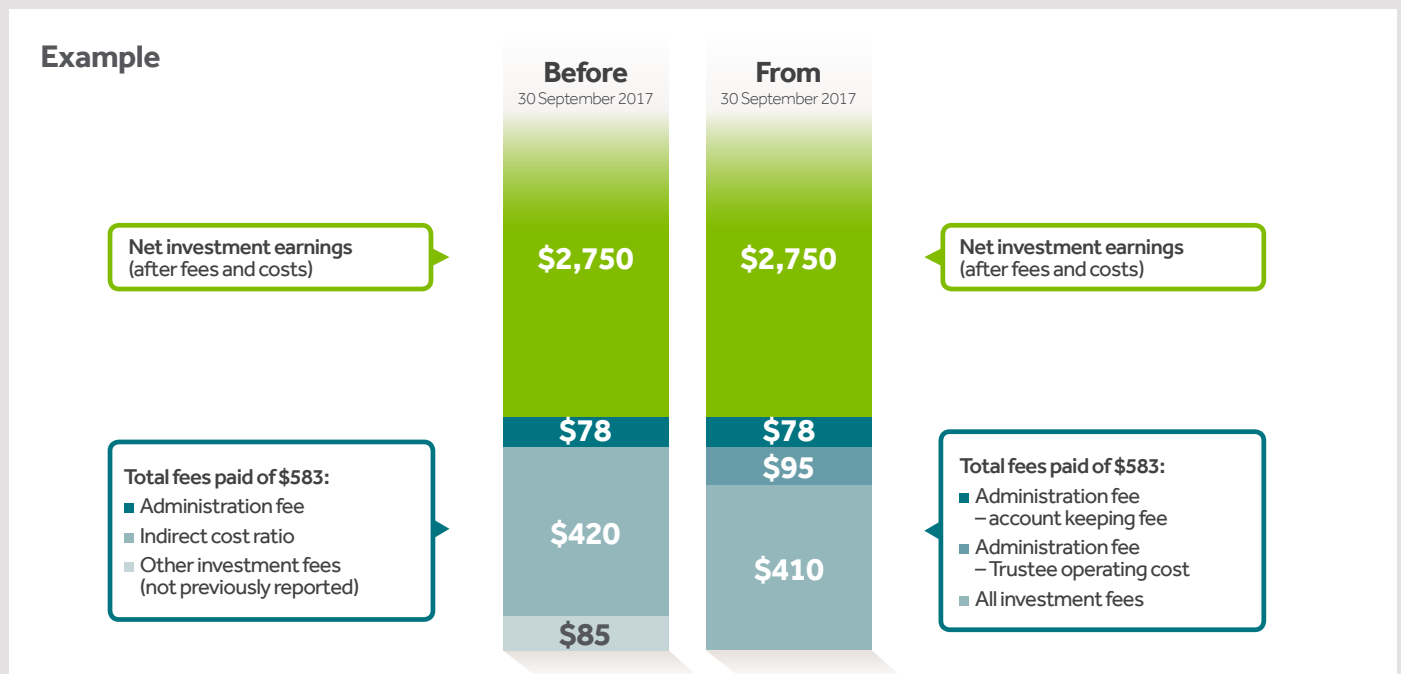 Example
Before
30 September 2017
From
30 September 2017
Net investment earnings
(after fees and costs)
$2,750
$2,750
Net investment earnings
(after fees and costs)
Total fees paid of $583:
Administration fee
Indirect cost ratio
Other investment fees
(not previously reported)
$78
$420
$85
$78
$95
$410
Total fees paid of $583:
Administration fee
– account keeping fee
Administration fee
– Trustee operating cost
All investment fees